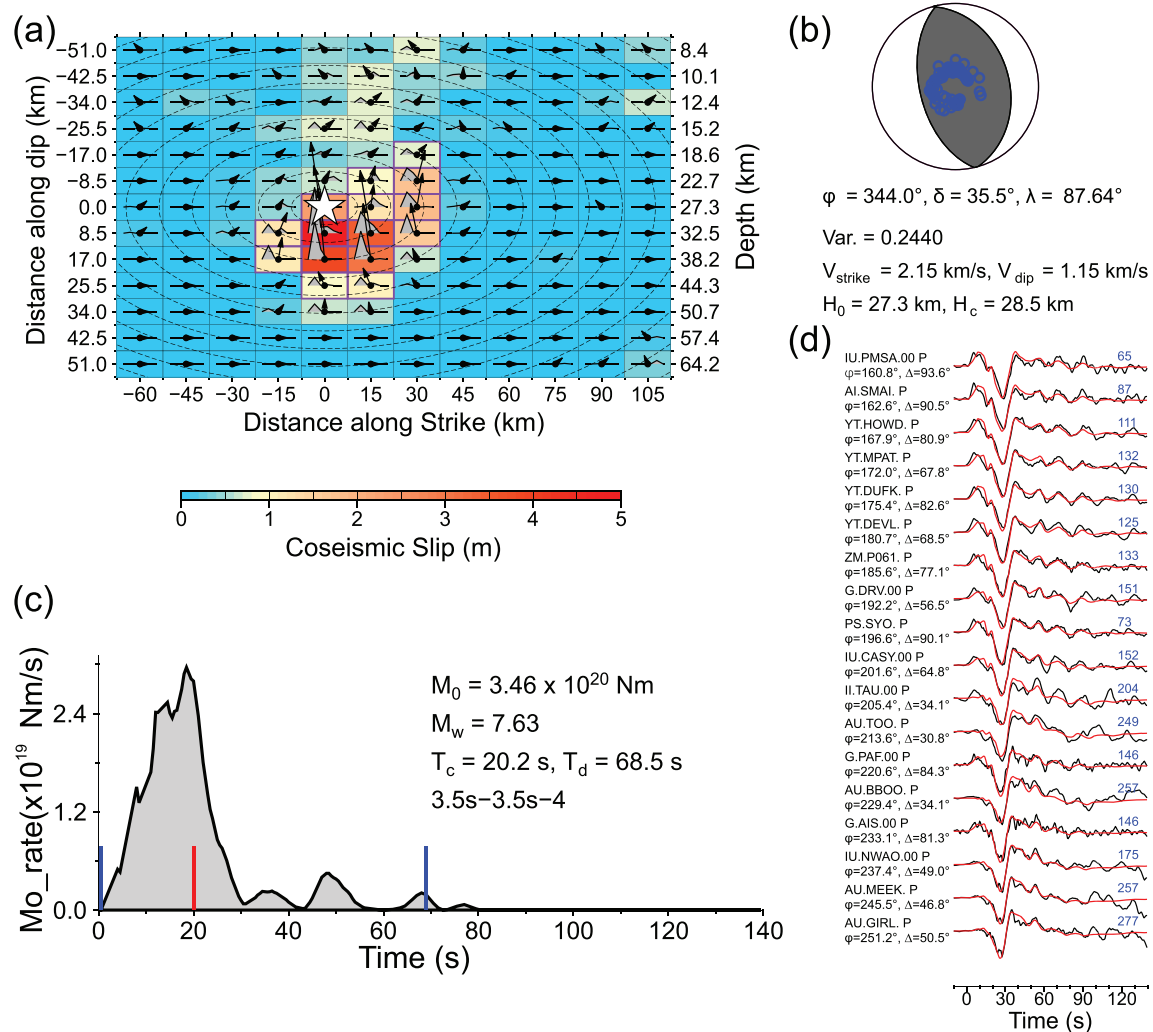 (a)
−51.0
−42.5
−34.0
−25.5
−17.0
−8.5
0.0
8.5
17.0
25.5
34.0
42.5
51.0
Distance along dip (km)
8.4
10.1
12.4
15.2
18.6
22.7
27.3
32.5
38.2
44.3
50.7
57.4
64.2
Depth (km)
−60 −45 −30 −15 0 15 30 45 60 75 90 105
Distance along Strike (km)
0 1 2 3 4 5
Coseismic Slip (m)
(b)
φ = 344.0°, δ = 35.5°, λ = 87.64°
Var. = 0.2440
Vstrike = 2.15 km/s, Vdip = 1.15 km/s
H0 = 27.3 km, Hc = 28.5 km
(c)
Mo_rate(x10^19 Nm/s)
2.4
1.2
0.0
M0 = 3.46 x 10^20 Nm
Mw = 7.63
Tc = 20.2 s, Td = 68.5 s
3.5s−3.5s−4
0 20 40 60 80 100 120 140
Time (s)
(d)
IU.PMSA.00 P 65
φ=160.8°, Δ=93.6°
AI.SMAI. P 87
φ=162.6°, Δ=90.5°
YT.HOWD. P 111
φ=167.9°, Δ=80.9°
YT.MPAT. P 132
φ=172.0°, Δ=67.8°
YT.DUFK. P 130
φ=175.4°, Δ=82.6°
YT.DEVL. P 125
φ=180.7°, Δ=68.5°
ZM.P061. P 133
φ=185.6°, Δ=77.1°
G.DRV.00 P 151
φ=192.2°, Δ=56.5°
PS.SYO. P 73
φ=196.6°, Δ=90.1°
IU.CASY.00 P 152
φ=201.6°, Δ=64.8°
II.TAU.00 P 204
φ=205.4°, Δ=34.1°
AU.TOO. P 249
φ=213.6°, Δ=30.8°
G.PAF.00 P 146
φ=220.6°, Δ=84.3°
AU.BBOO. P 257
φ=229.4°, Δ=34.1°
G.AIS.00 P 146
φ=233.1°, Δ=81.3°
IU.NWAO.00 P 175
φ=237.4°, Δ=49.0°
AU.MEEK. P 257
φ=245.5°, Δ=46.8°
AU.GIRL. P 277
φ=251.2°, Δ=50.5°
0 30 60 90 120
Time (s)